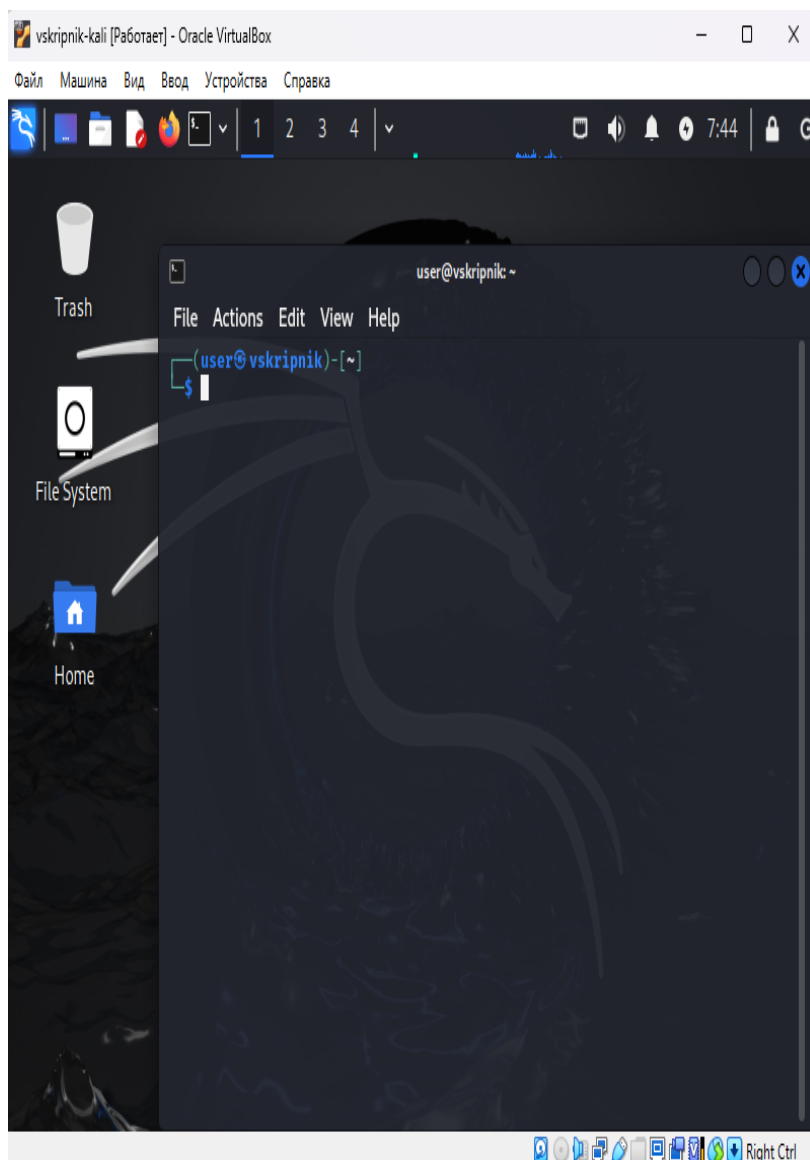 vskripnik-kali [Работает] - Oracle VirtualBox
Файл Машина Вид Ввод Устройства Справка
1 2 3 4 7:44
Trash
user@vskripnik: ~
File Actions Edit View Help
(user㉿vskripnik)-[~]
$
File System
Home
Right Ctrl